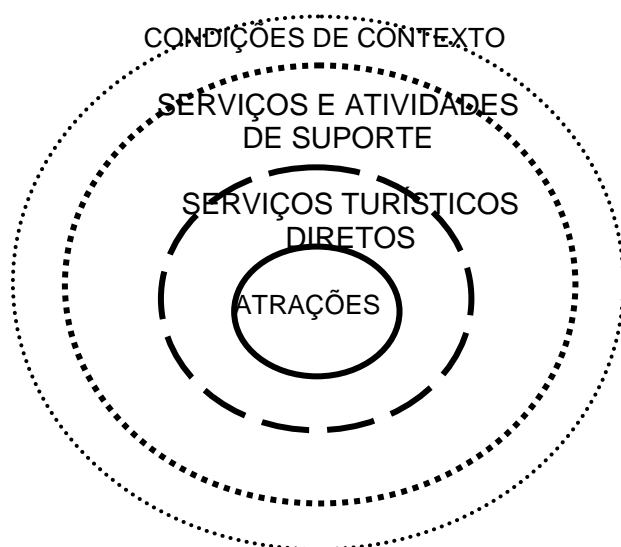 CONDIÇÕES DE CONTEXTO
SERVIÇOS E ATIVIDADES
DE SUPORTE
SERVIÇOS TURÍSTICOS
DIRETOS
ATRAÇÕES